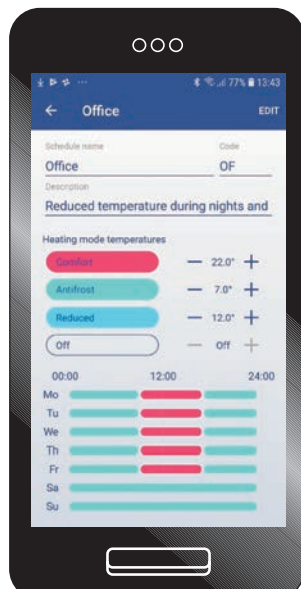 77% 13:43
Office EDIT
Schedule name Code
Office OF
Description
Reduced temperature during nights and
Heating mode temperatures
Comfort — 22.0° +
Antifrost — 7.0° +
Reduced — 12.0° +
Off — Off +
00:00 12:00 24:00
Mo
Tu
We
Th
Fr
Sa
Su